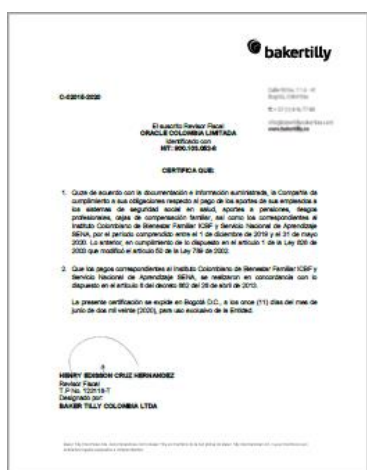 bakertilly
C-02015-2020
El suscrito Revisor Fiscal
ORACLE COLOMBIA LIMITADA
Identificado con
CERTIFICA QUE:
1. Que de acuerdo con la documentación e información suministrada, la Compañía dio
cumplimiento a sus obligaciones respecto al pago de los aportes de sus empleados a
los sistemas de seguridad social en salud, aportes a pensiones, riesgos
profesionales, cajas de compensación familiar, así como los correspondientes al
Instituto Colombiano de Bienestar Familiar ICBF y Servicio Nacional de Aprendizaje
SENA, por el período comprendido entre el 1 de diciembre de 2019 y el 31 de mayo
2020. Lo anterior, en cumplimiento de lo dispuesto en el artículo 1 de la Ley 828 de
2003 que modificó el artículo 50 de la Ley 789 de 2002.
2. Que los pagos correspondientes al Instituto Colombiano de Bienestar Familiar ICBF y
Servicio Nacional de Aprendizaje SENA, se realizaron en concordancia con lo
dispuesto en el artículo 8 del decreto 862 del 26 de abril de 2013.
La presente certificación se expide en Bogotá D.C., a los once (11) días del mes de
junio de dos mil veinte (2020), para uso exclusivo de la Entidad.
HENRY EDISSON CRUZ HERNANDEZ
Revisor Fiscal
T.P No. 122118-T
Designado por:
BAKER TILLY COLOMBIA LTDA